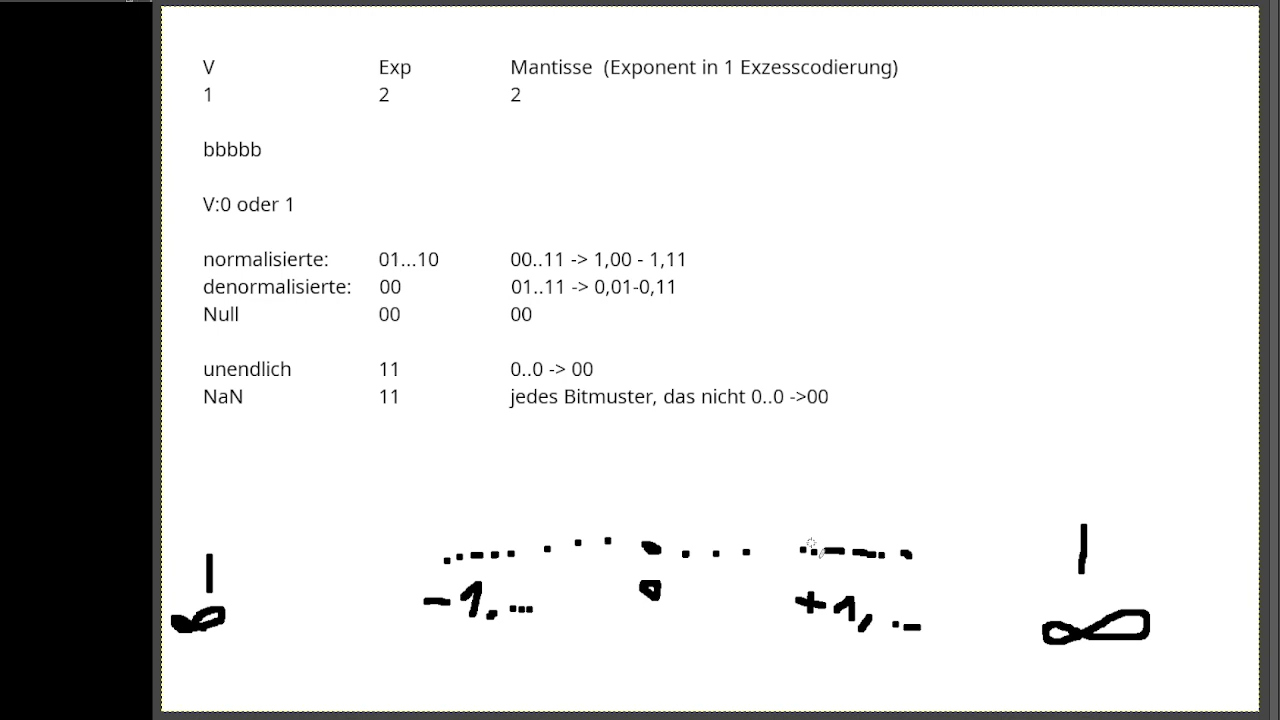 V Exp Mantisse (Exponent in 1 Exzesscodierung)
1 2 2
bbbbb
V:0 oder 1
normalisierte: 01...10 00..11 -> 1,00 - 1,11
denormalisierte: 00 01..11 -> 0,01-0,11
Null 00 00
unendlich 11 0..0 -> 00
NaN 11 jedes Bitmuster, das nicht 0..0 ->00
∞ -1,... 0 +1,.. ∞